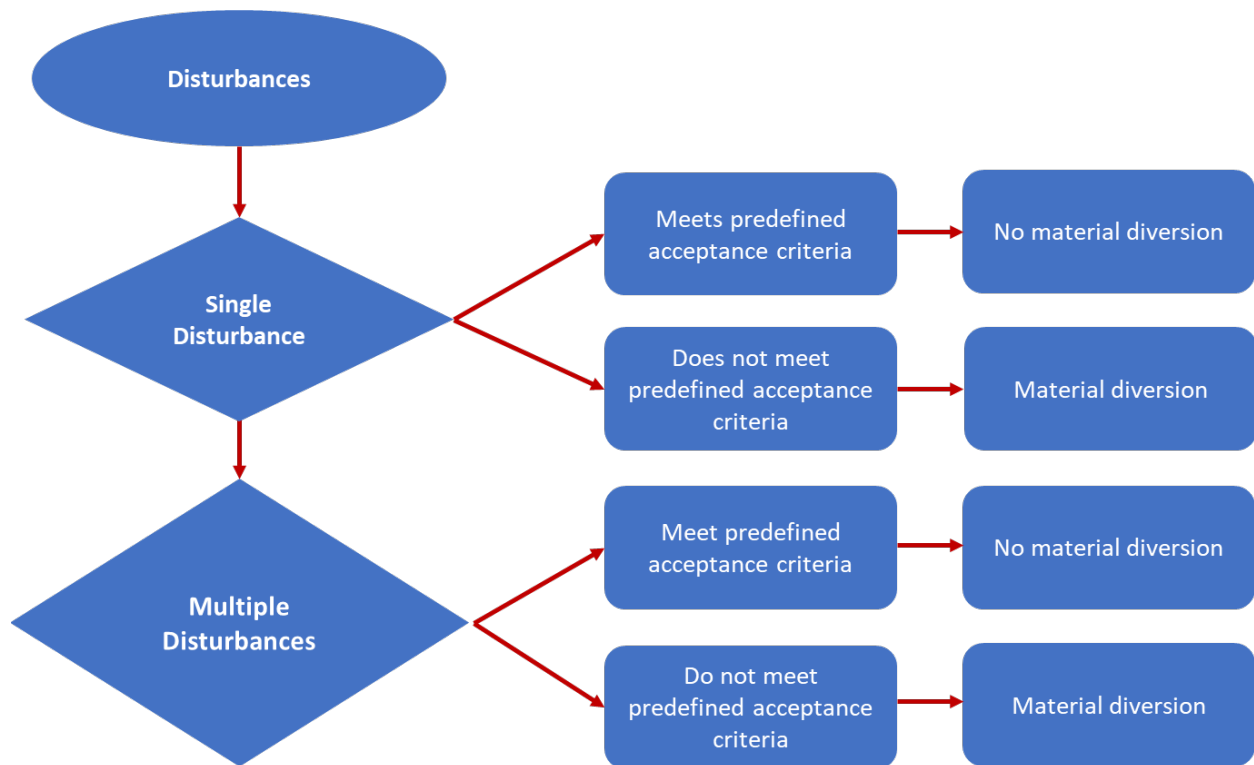 Disturbances
Single
Disturbance
Meets predefined
acceptance criteria
No material diversion
Does not meet
predefined acceptance
criteria
Material diversion
Multiple
Disturbances
Meet predefined
acceptance criteria
No material diversion
Do not meet
predefined acceptance
criteria
Material diversion